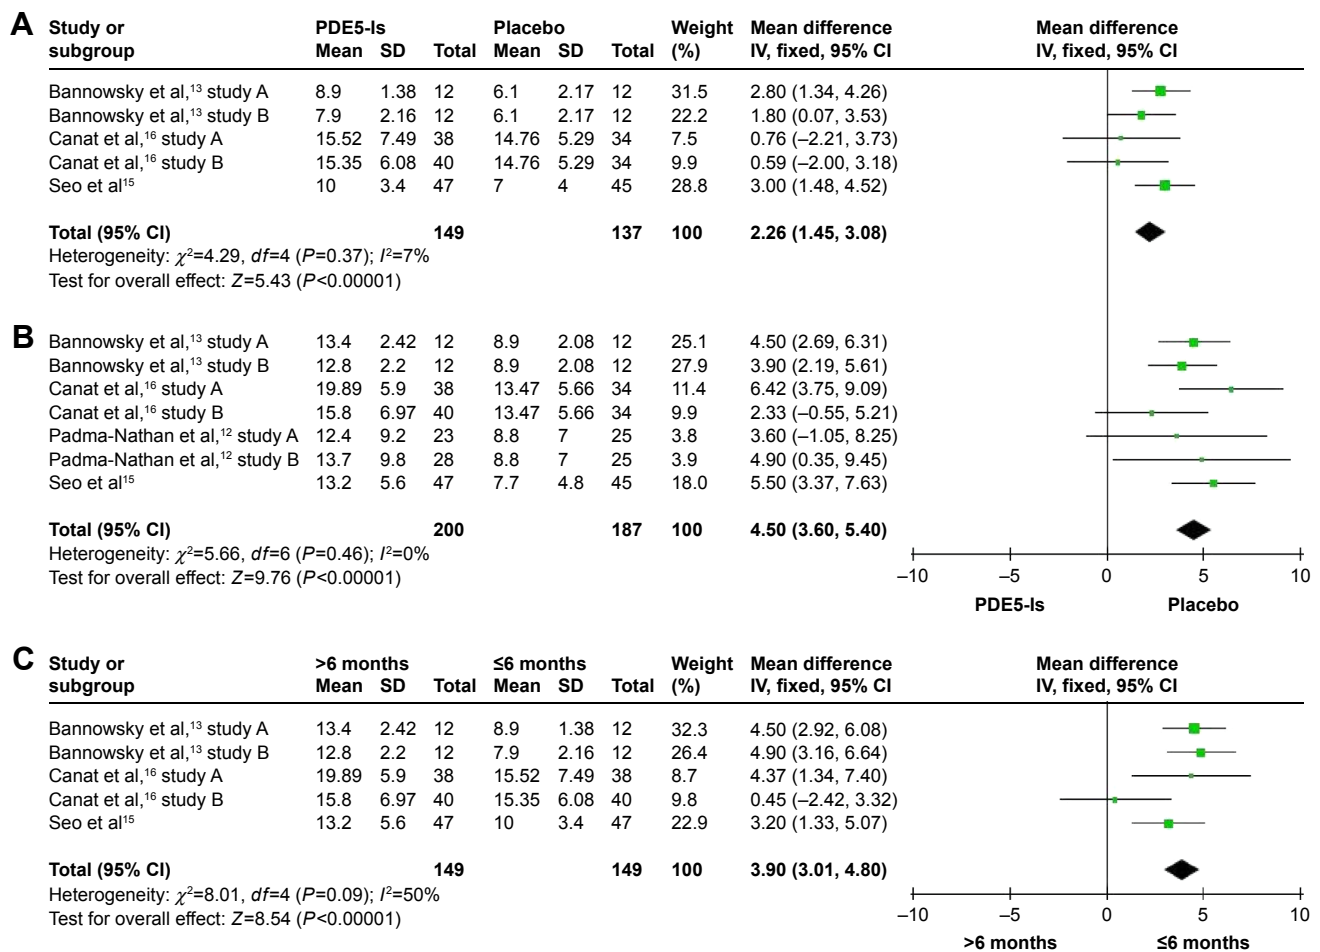 A Study or PDE5-Is Placebo Weight Mean difference Mean difference
subgroup Mean SD Total Mean SD Total (%) IV, fixed, 95% CI IV, fixed, 95% CI
Bannowsky et al,¹³ study A 8.9 1.38 12 6.1 2.17 12 31.5 2.80 (1.34, 4.26)
Bannowsky et al,¹³ study B 7.9 2.16 12 6.1 2.17 12 22.2 1.80 (0.07, 3.53)
Canat et al,¹⁶ study A 15.52 7.49 38 14.76 5.29 34 7.5 0.76 (–2.21, 3.73)
Canat et al,¹⁶ study B 15.35 6.08 40 14.76 5.29 34 9.9 0.59 (–2.00, 3.18)
Seo et al¹⁵ 10 3.4 47 7 4 45 28.8 3.00 (1.48, 4.52)
Total (95% CI) 149 137 100 2.26 (1.45, 3.08)
Heterogeneity: χ²=4.29, df=4 (P=0.37); I²=7%
Test for overall effect: Z=5.43 (P<0.00001)
B Bannowsky et al,¹³ study A 13.4 2.42 12 8.9 2.08 12 25.1 4.50 (2.69, 6.31)
Bannowsky et al,¹³ study B 12.8 2.2 12 8.9 2.08 12 27.9 3.90 (2.19, 5.61)
Canat et al,¹⁶ study A 19.89 5.9 38 13.47 5.66 34 11.4 6.42 (3.75, 9.09)
Canat et al,¹⁶ study B 15.8 6.97 40 13.47 5.66 34 9.9 2.33 (–0.55, 5.21)
Padma-Nathan et al,¹² study A 12.4 9.2 23 8.8 7 25 3.8 3.60 (–1.05, 8.25)
Padma-Nathan et al,¹² study B 13.7 9.8 28 8.8 7 25 3.9 4.90 (0.35, 9.45)
Seo et al¹⁵ 13.2 5.6 47 7.7 4.8 45 18.0 5.50 (3.37, 7.63)
Total (95% CI) 200 187 100 4.50 (3.60, 5.40)
Heterogeneity: χ²=5.66, df=6 (P=0.46); I²=0%
Test for overall effect: Z=9.76 (P<0.00001)
–10 –5 0 5 10
PDE5-Is Placebo
C Study or >6 months ≤6 months Weight Mean difference Mean difference
subgroup Mean SD Total Mean SD Total (%) IV, fixed, 95% CI IV, fixed, 95% CI
Bannowsky et al,¹³ study A 13.4 2.42 12 8.9 1.38 12 32.3 4.50 (2.92, 6.08)
Bannowsky et al,¹³ study B 12.8 2.2 12 7.9 2.16 12 26.4 4.90 (3.16, 6.64)
Canat et al,¹⁶ study A 19.89 5.9 38 15.52 7.49 38 8.7 4.37 (1.34, 7.40)
Canat et al,¹⁶ study B 15.8 6.97 40 15.35 6.08 40 9.8 0.45 (–2.42, 3.32)
Seo et al¹⁵ 13.2 5.6 47 10 3.4 47 22.9 3.20 (1.33, 5.07)
Total (95% CI) 149 149 100 3.90 (3.01, 4.80)
Heterogeneity: χ²=8.01, df=4 (P=0.09); I²=50%
Test for overall effect: Z=8.54 (P<0.00001)
–10 –5 0 5 10
>6 months ≤6 months